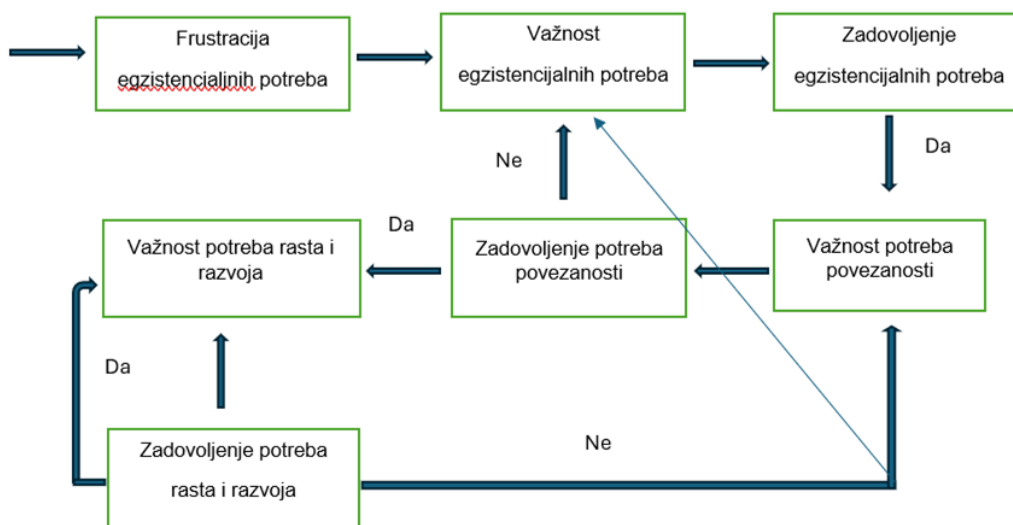 Frustracija
egzistencialjnih potreba
Važnost
egzistencijalnih potreba
Zadovoljenje
egzistencijalnih potreba
Ne
Da
Da
Važnost potreba rasta i
razvoja
Zadovoljenje potreba
povezanosti
Važnost potreba
povezanosti
Da
Zadovoljenje potreba
rasta i razvoja
Ne